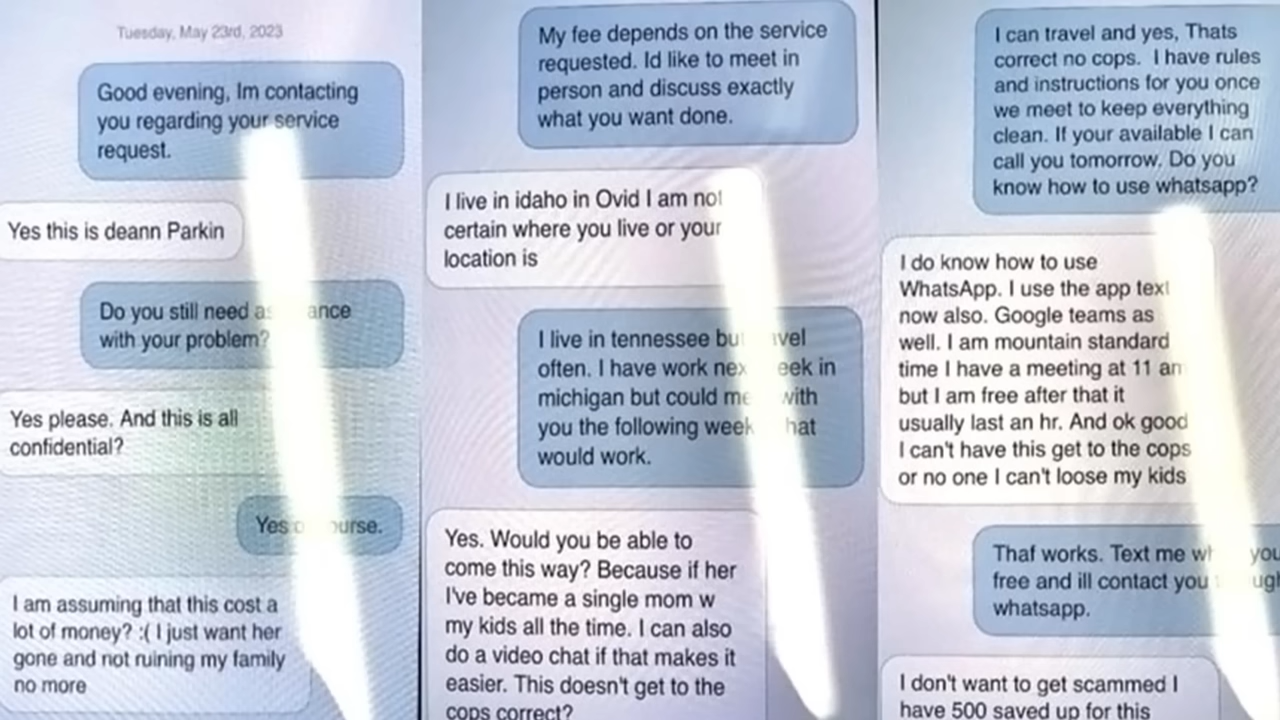 Tuesday, May 23rd, 2023
Good evening, Im contacting
you regarding your service
request.
Yes this is deann Parkin
Do you still need
with your problem?
Yes please. And this is all
confidential?
Yes
I am assuming that this cost a
lot of money? :( I just want her
gone and not ruining my family
no more
My fee depends on the service
requested. Id like to meet in
person and discuss exactly
what you want done.
I live in idaho in Ovid I am not
certain where you live or your
location is
I live in tennessee
often. I have work in
michigan but could
you the following
would work.
Yes. Would you be able to
come this way? Because if her
I've became a single mom w
my kids all the time. I can also
do a video chat if that makes it
easier. This doesn't get to the
cops correct?
I can travel and yes, Thats
correct no cops. I have rules
and instructions for you once
we meet to keep everything
clean. If your available I can
call you tomorrow. Do you
know how to use whatsapp?
I do know how to use
WhatsApp. I use the app text
now also. Google teams as
well. I am mountain standard
time I have a meeting at 11 am
but I am free after that it
usually last an hr. And ok good
I can't have this get to the cops
or no one I can't loose my kids
Thaf works. Text me
free and ill contact you
whatsapp.
I don't want to get scammed I
have 500 saved up for this